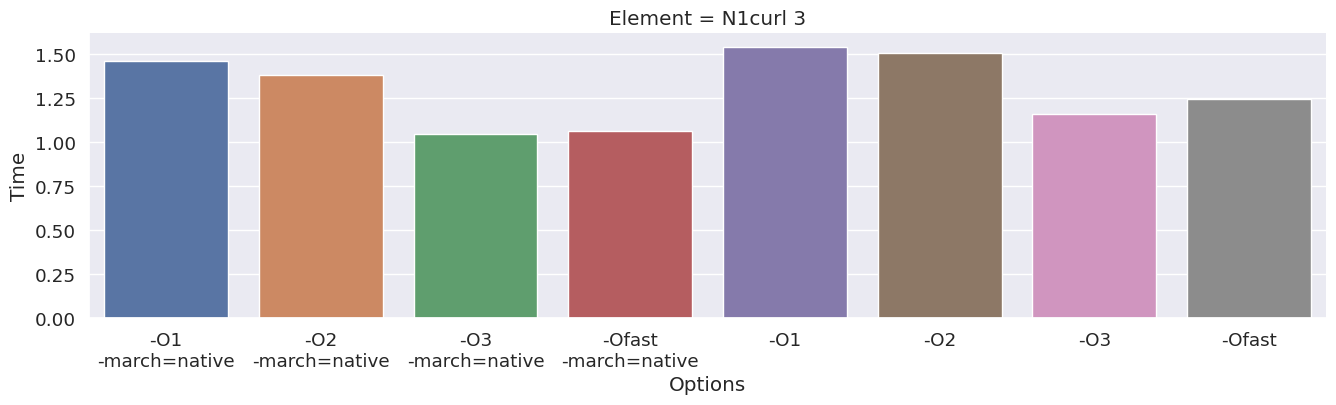 Element = N1curl 3
Time
1.50
1.25
1.00
0.75
0.50
0.25
0.00
-O1
-march=native
-O2
-march=native
-O3
-march=native
-Ofast
-march=native
-O1
-O2
-O3
-Ofast
Options